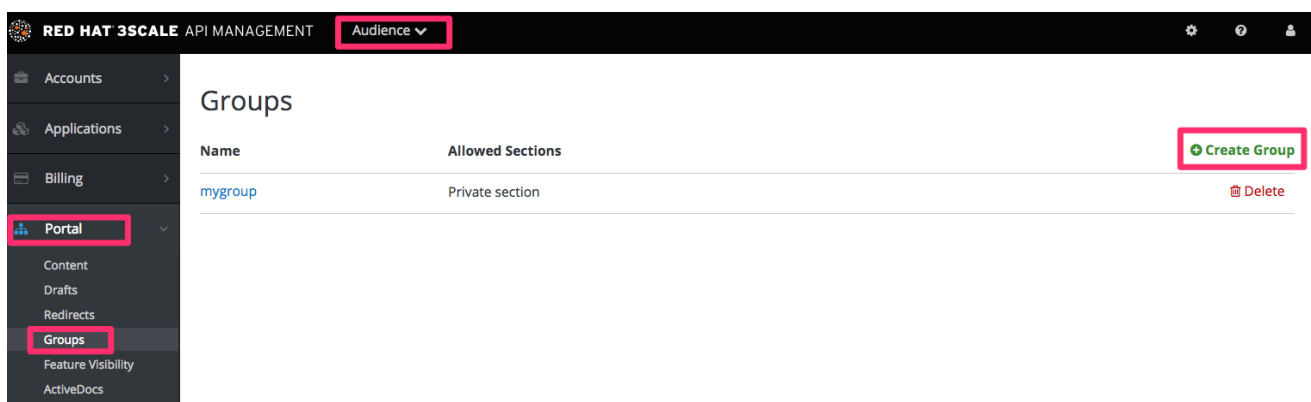 RED HAT 3SCALE API MANAGEMENT Audience
Accounts
Applications
Billing
Portal
Content
Drafts
Redirects
Groups
Feature Visibility
ActiveDocs
Groups
Name Allowed Sections Create Group
mygroup Private section Delete